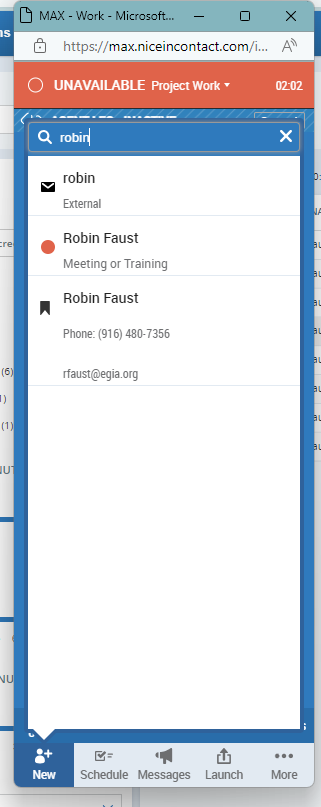 MAX - Work - Microsoft...
https://max.niceincontact.com/i...
UNAVAILABLE Project Work 02:02
robin
robin
External
Robin Faust
Meeting or Training
Robin Faust
Phone: (916) 480-7356
rfaust@egia.org
New Schedule Messages Launch More